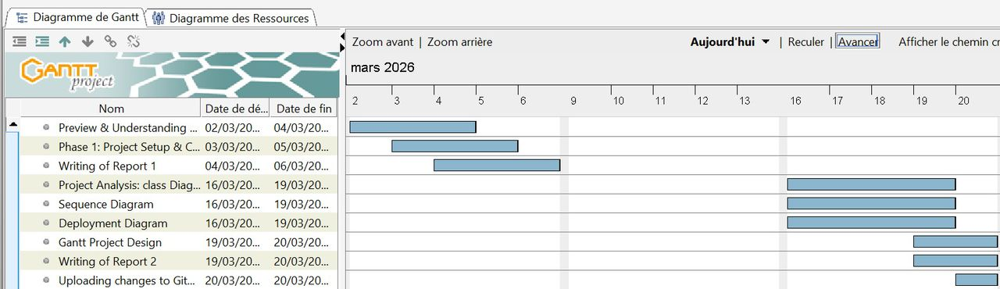 Diagramme de Gantt Diagramme des Ressources
Zoom avant | Zoom arrière Aujourd'hui | Reculer | Avancer Afficher le chemin c
GANTT project
mars 2026
Nom Date de dé... Date de fin
2 3 4 5 6 9 10 11 12 13 16 17 18 19 20
Preview & Understanding ... 02/03/20... 04/03/20...
Phase 1: Project Setup & C... 03/03/20... 05/03/20...
Writing of Report 1 04/03/20... 06/03/20...
Project Analysis: class Diag... 16/03/20... 19/03/20...
Sequence Diagram 16/03/20... 19/03/20...
Deployment Diagram 16/03/20... 19/03/20...
Gantt Project Design 19/03/20... 20/03/20...
Writing of Report 2 19/03/20... 20/03/20...
Uploading changes to Git... 20/03/20... 20/03/20...